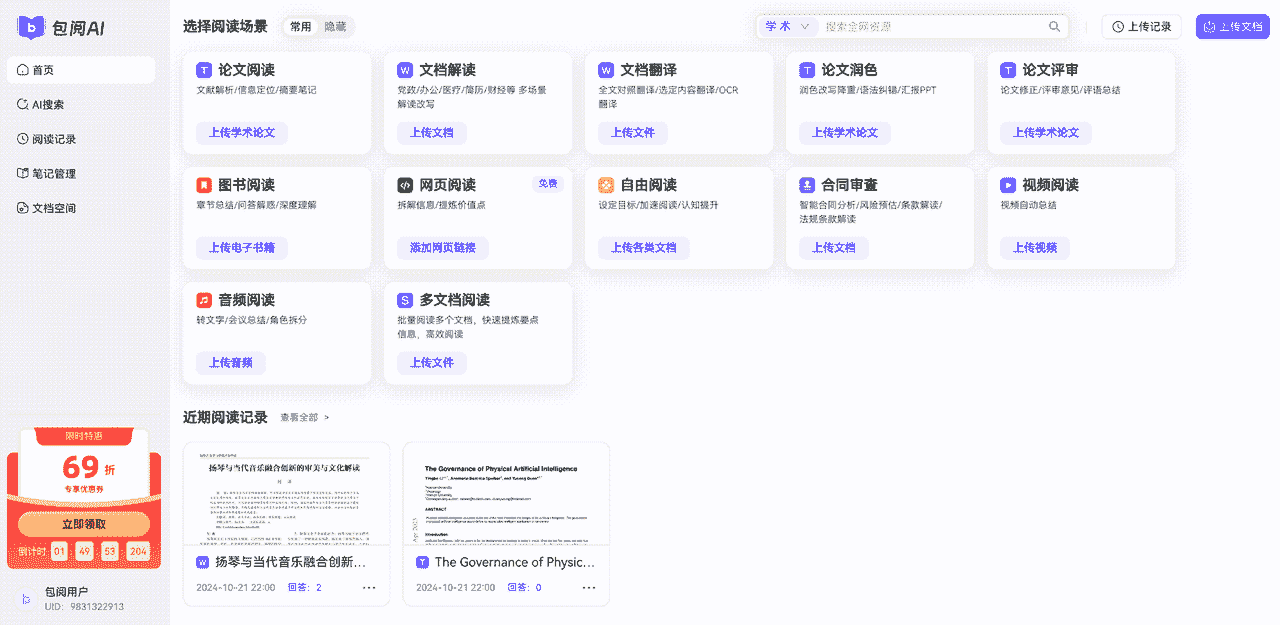 包阅AI
首页
AI搜索
阅读记录
笔记管理
文档空间
限时特惠
69折
专享优惠券
立即领取
倒计时 01 49 53 204
包阅用户
UID: 9831322913
选择阅读场景 常用 隐藏
学术 搜索全网资源
上传记录
上传文档
论文阅读
文献解析/信息定位/摘要笔记
上传学术论文
文档解读
党政/办公/医疗/简历/财经等 多场景
解读改写
上传文档
文档翻译
全文对照翻译/选定内容翻译/OCR
翻译
上传文件
论文润色
润色改写降重/语法纠错/汇报PPT
上传学术论文
论文评审
论文修正/评审意见/评语总结
上传学术论文
图书阅读
章节总结/问答解惑/深度理解
上传电子书籍
网页阅读 免费
拆解信息/提炼价值点
添加网页链接
自由阅读
设定目标/加速阅读/认知提升
上传各类文档
合同审查
智能合同分析/风险预估/条款解读/
法规条款解读
上传文档
视频阅读
视频自动总结
上传视频
音频阅读
转文字/会议总结/角色拆分
上传音频
多文档阅读
批量阅读多个文档，快速提炼要点
信息，高效阅读
上传文件
近期阅读记录 查看全部 >
扬琴与当代音乐融合创新的审美与文化解读
扬琴与当代音乐融合创新...
2024-10-21 22:00 回答: 2
The Governance of Physical Artificial Intelligence
ABSTRACT
Introduction
The Governance of Physic...
2024-10-21 22:00 回答: 0